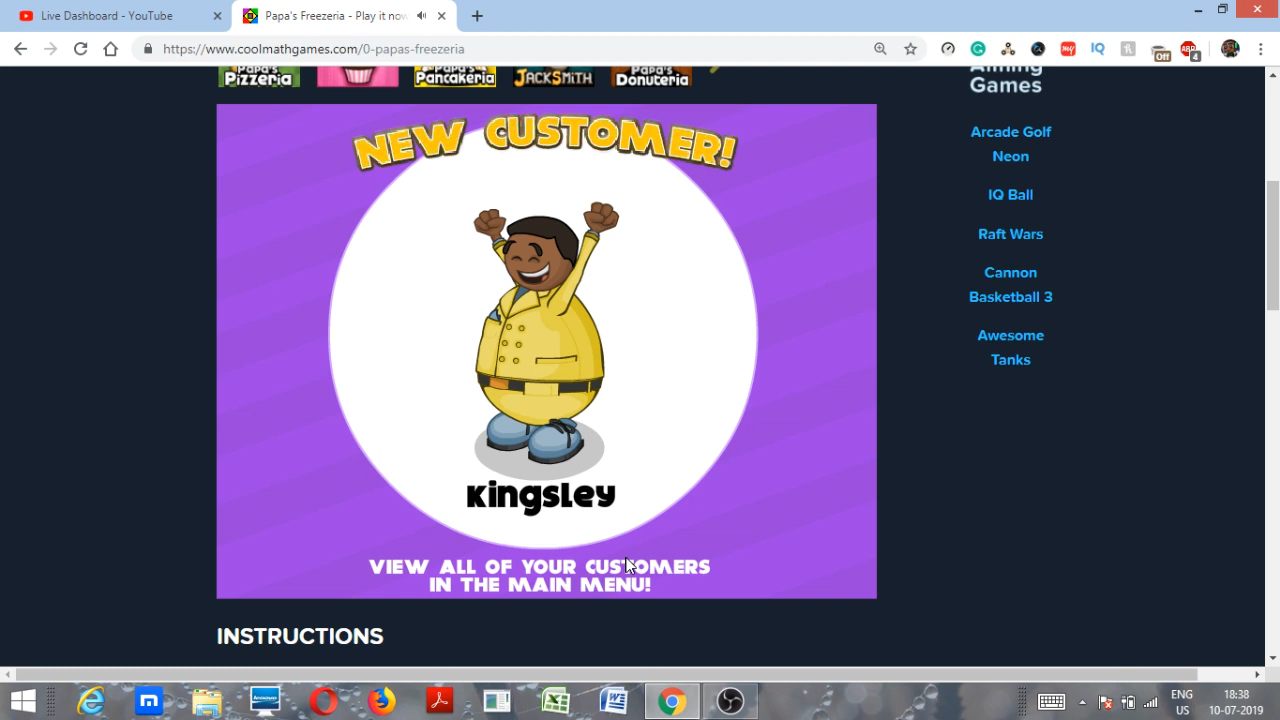 Live Dashboard - YouTube
Papa's Freezeria - Play it now
https://www.coolmathgames.com/0-papas-freezeria
Off
4
Papa's
Pizzeria
Pancakeria
JACKSMITH
Papa's
Donuteria
Aiming
Games
Arcade Golf
Neon
IQ Ball
Raft Wars
Cannon
Basketball 3
Awesome
Tanks
NEW CUSTOMER!
Kingsley
VIEW ALL OF YOUR CUSTOMERS
IN THE MAIN MENU!
INSTRUCTIONS
ENG
US
18:38
10-07-2019